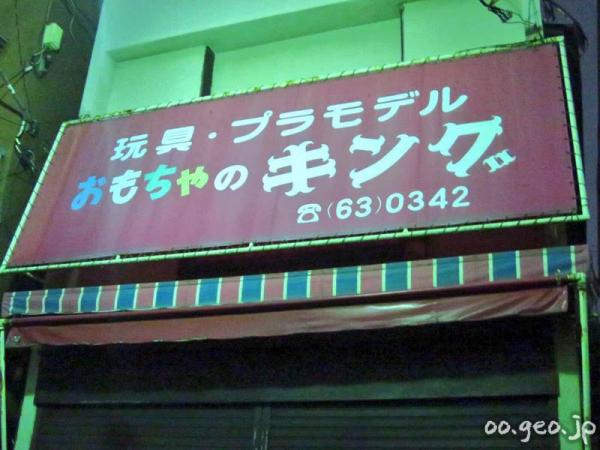 玩具・プラモデル
おもちゃのキング
☎(63)0342
oo.geo.jp